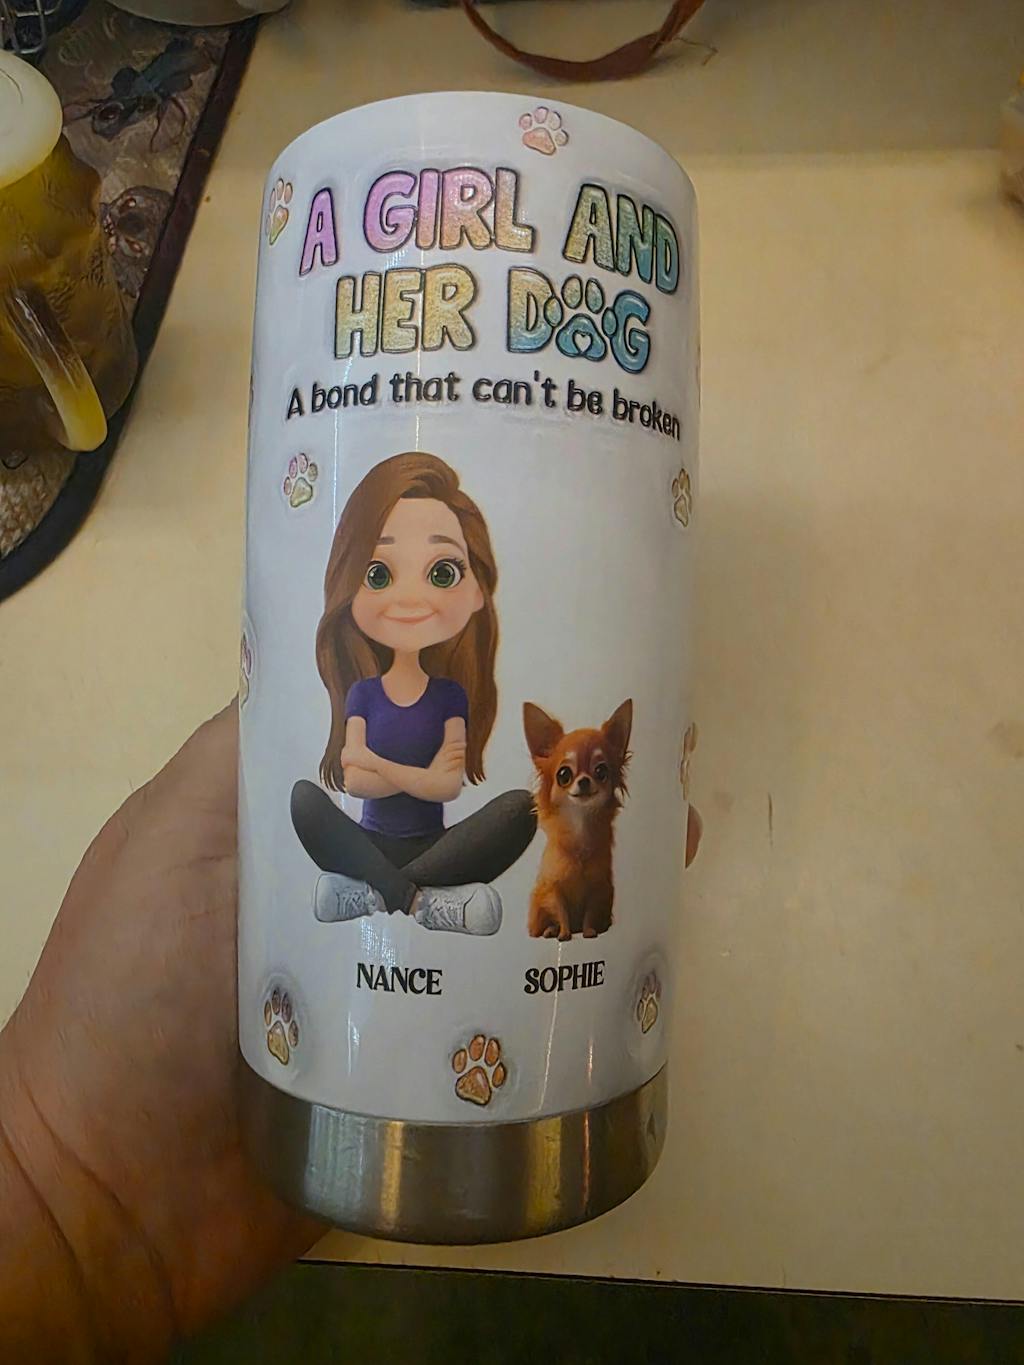 A GIRL AND
HER DOG
A bond that can't be broken
NANCE
SOPHIE